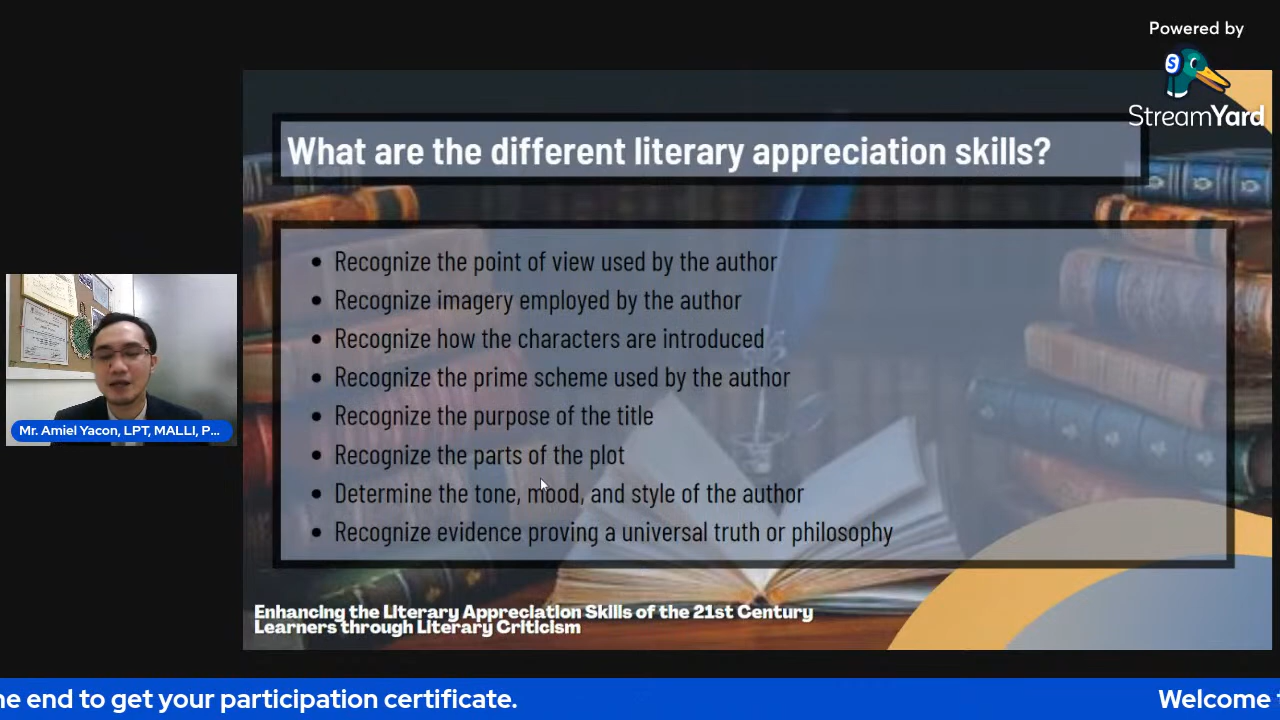 Powered by
StreamYard
What are the different literary appreciation skills?
• Recognize the point of view used by the author
• Recognize imagery employed by the author
• Recognize how the characters are introduced
• Recognize the prime scheme used by the author
• Recognize the purpose of the title
• Recognize the parts of the plot
• Determine the tone, mood, and style of the author
• Recognize evidence proving a universal truth or philosophy
Mr. Amiel Yacon, LPT, MALLI, P...
Enhancing the Literary Appreciation Skills of the 21st Century
Learners through Literary Criticism
he end to get your participation certificate.
Welcome